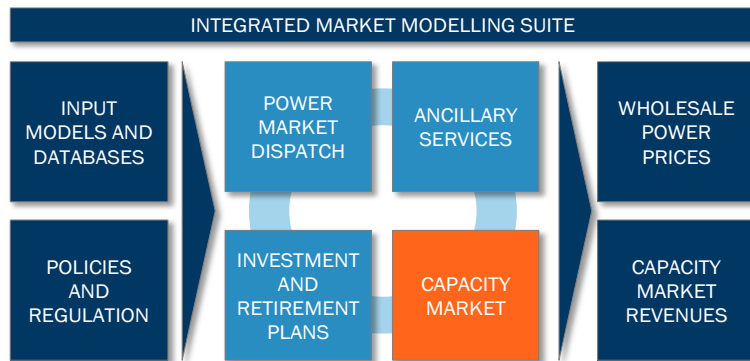 INTEGRATED MARKET MODELLING SUITE
INPUT
MODELS AND
DATABASES
POWER
MARKET
DISPATCH
ANCILLARY
SERVICES
WHOLESALE
POWER
PRICES
POLICIES
AND
REGULATION
INVESTMENT
AND
RETIREMENT
PLANS
CAPACITY
MARKET
CAPACITY
MARKET
REVENUES